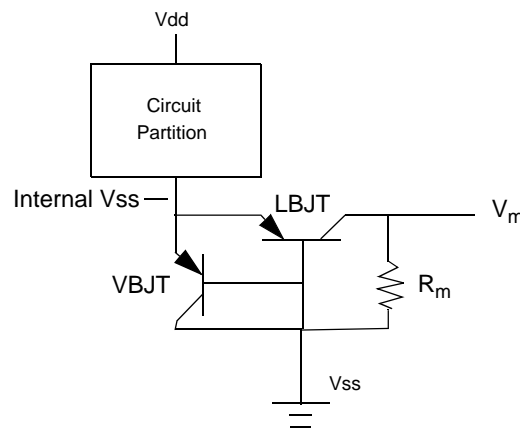 Vdd
Circuit
Partition
Internal Vss
LBJT
Vm
VBJT
Rm
Vss